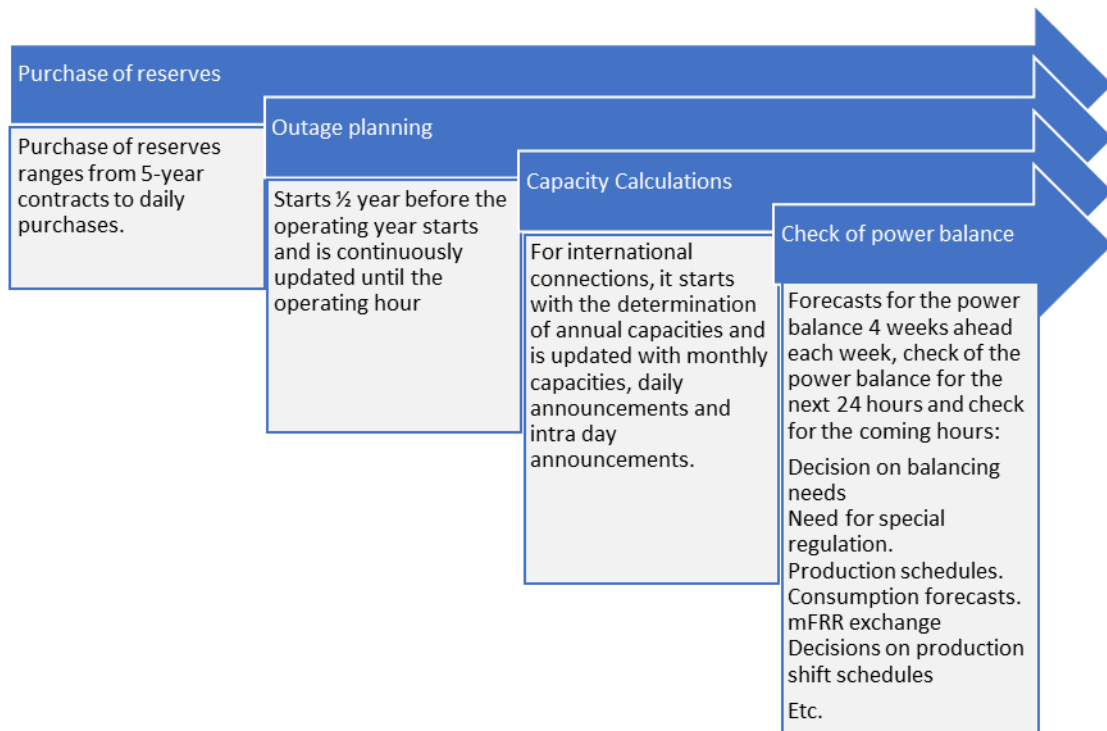 Purchase of reserves
Purchase of reserves
ranges from 5-year
contracts to daily
purchases.
Outage planning
Starts ½ year before the
operating year starts
and is continuously
updated until the
operating hour
Capacity Calculations
For international
connections, it starts
with the determination
of annual capacities and
is updated with monthly
capacities, daily
announcements and
intra day
announcements.
Check of power balance
Forecasts for the power
balance 4 weeks ahead
each week, check of the
power balance for the
next 24 hours and check
for the coming hours:
Decision on balancing
needs
Need for special
regulation.
Production schedules.
Consumption forecasts.
mFRR exchange
Decisions on production
shift schedules
Etc.